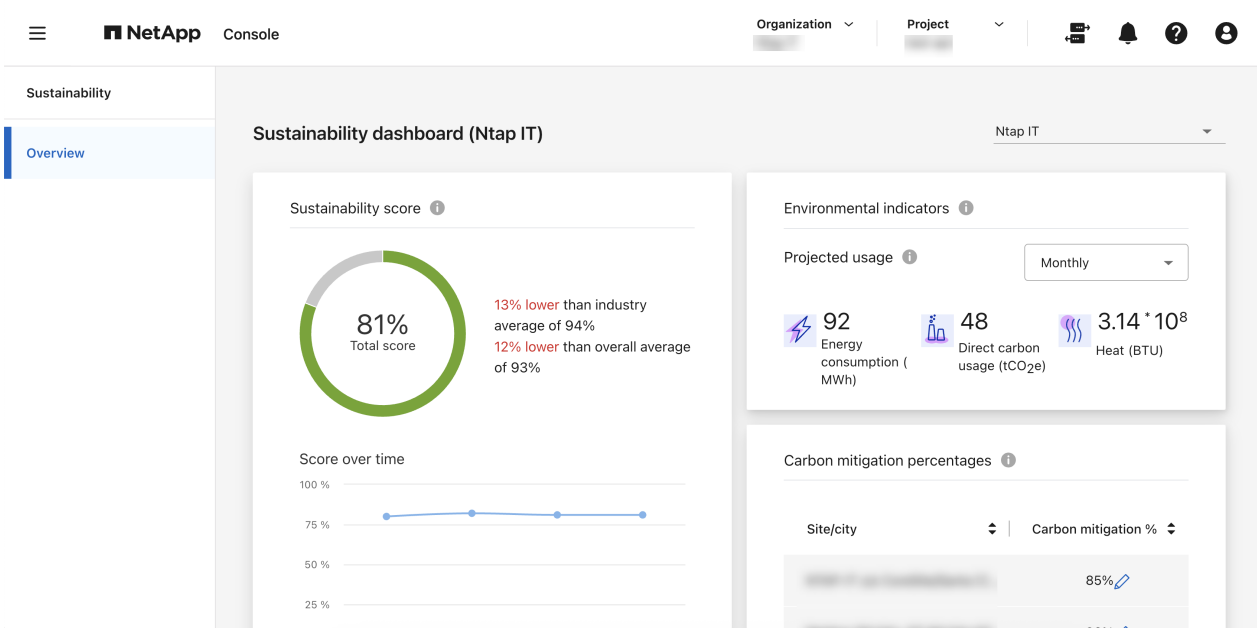 NetApp Console
Organization
Project
Sustainability
Overview
Sustainability dashboard (Ntap IT)
Ntap IT
Sustainability score
81%
Total score
13% lower than industry
average of 94%
12% lower than overall average
of 93%
Score over time
100 %
75 %
50 %
25 %
Environmental indicators
Projected usage
Monthly
92
Energy
consumption (
MWh)
48
Direct carbon
usage (tCO2e)
3.14 * 10⁸
Heat (BTU)
Carbon mitigation percentages
Site/city
Carbon mitigation %
85%